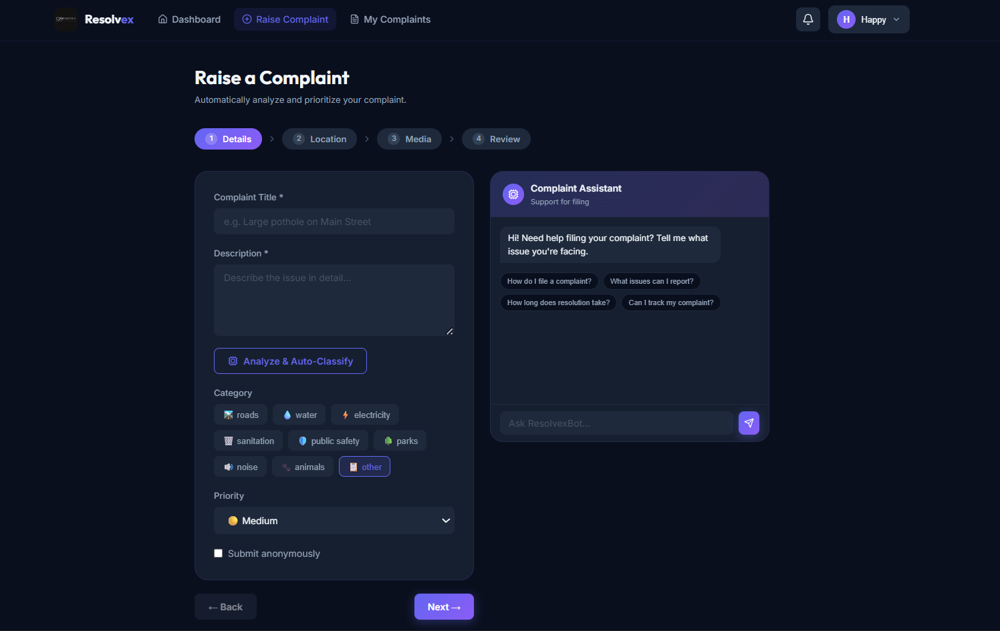 Resolvex
Dashboard
Raise Complaint
My Complaints
H
Happy
Raise a Complaint
Automatically analyze and prioritize your complaint.
1 Details
2 Location
3 Media
4 Review
Complaint Title *
e.g. Large pothole on Main Street
Description *
Describe the issue in detail...
Analyze & Auto-Classify
Category
roads
water
electricity
sanitation
public safety
parks
noise
animals
other
Priority
Medium
Submit anonymously
← Back
Next →
Complaint Assistant
Support for filing
Hi! Need help filing your complaint? Tell me what
issue you're facing.
How do I file a complaint?
What issues can I report?
How long does resolution take?
Can I track my complaint?
Ask ResolvexBot...